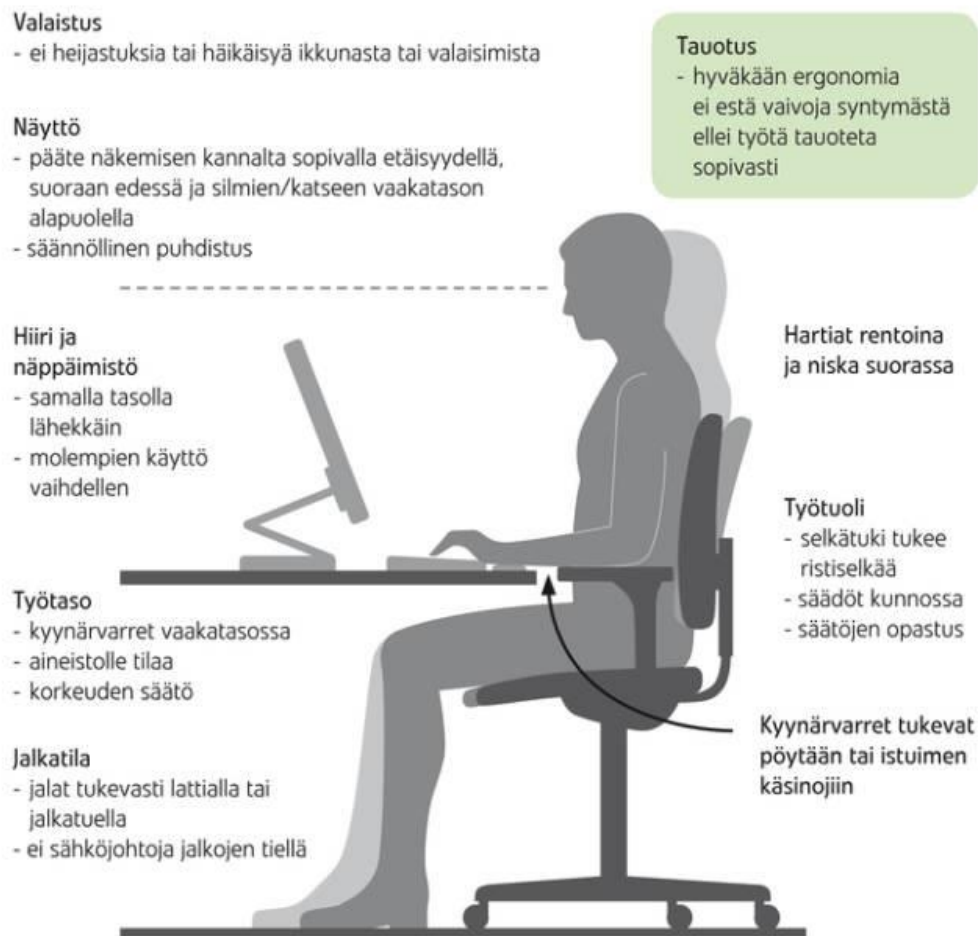 Valaistus
- ei heijastuksia tai häikäisyä ikkunasta tai valaisimista
Tauotus
- hyväkään ergonomia
ei estä vaivoja syntymästä
ellei työtä tauoteta
sopivasti
Näyttö
- pääte näkemisen kannalta sopivalla etäisyydellä,
suoraan edessä ja silmien/katseen vaakatason
alapuolella
- säännöllinen puhdistus
Hiiri ja
näppäimistö
- samalla tasolla
lähekkäin
- molempien käyttö
vaihdellen
Hartiat rentoina
ja niska suorassa
Työtuoli
- selkätuki tukee
ristiselkää
- säädöt kunnossa
- säätöjen opastus
Työtaso
- kyynärvarret vaakatasossa
- aineistolle tilaa
- korkeuden säätö
Kyynärvarret tukevat
pöytään tai istuimen
käsinojiin
Jalkatila
- jalat tukevasti lattialla tai
jalkatuella
- ei sähköjohtoja jalkojen tiellä